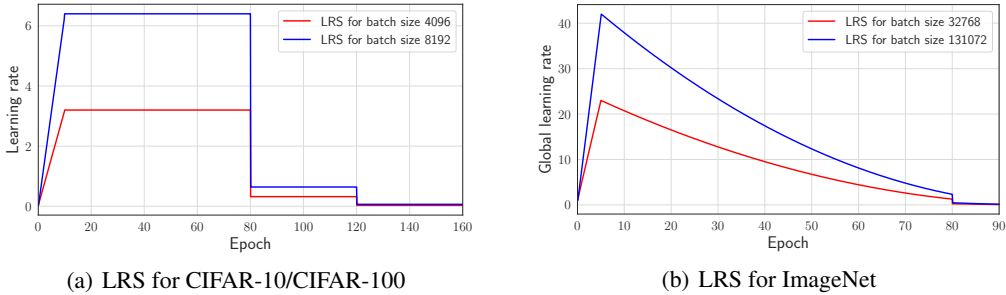 LRS for batch size 4096
LRS for batch size 8192
Learning rate
6
4
2
0
0 20 40 60 80 100 120 140 160
Epoch
(a) LRS for CIFAR-10/CIFAR-100
LRS for batch size 32768
LRS for batch size 131072
Global learning rate
40
30
20
10
0
0 10 20 30 40 50 60 70 80 90
Epoch
(b) LRS for ImageNet